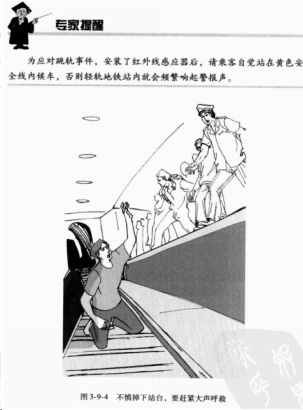 专家提醒
为应对跳轨事件，安装了红外线感应器后，请乘客自觉站在黄色安
全线内候车，否则轻轨地铁站内就会频繁响起警报声。
图 3-9-4 不慎掉下站台，要赶紧大声呼救